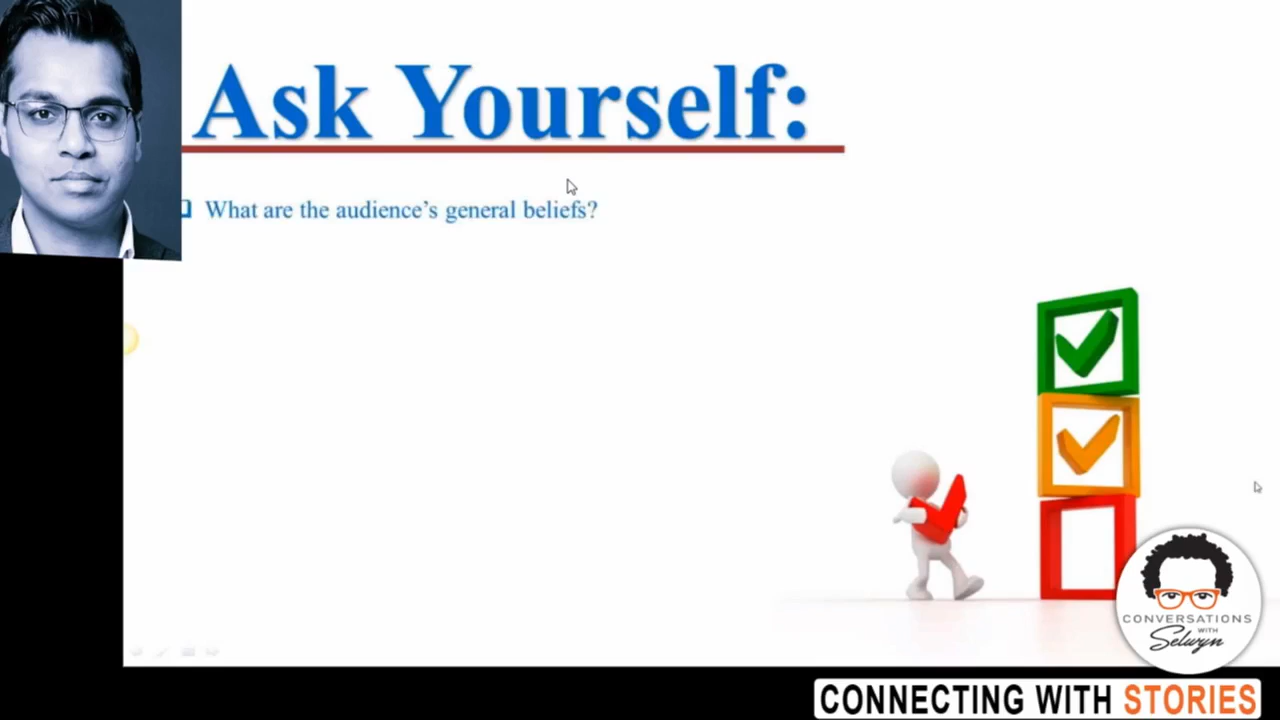 Ask Yourself:
What are the audience's general beliefs?
CONVERSATIONS
WITH
Selwyn
CONNECTING WITH STORIES